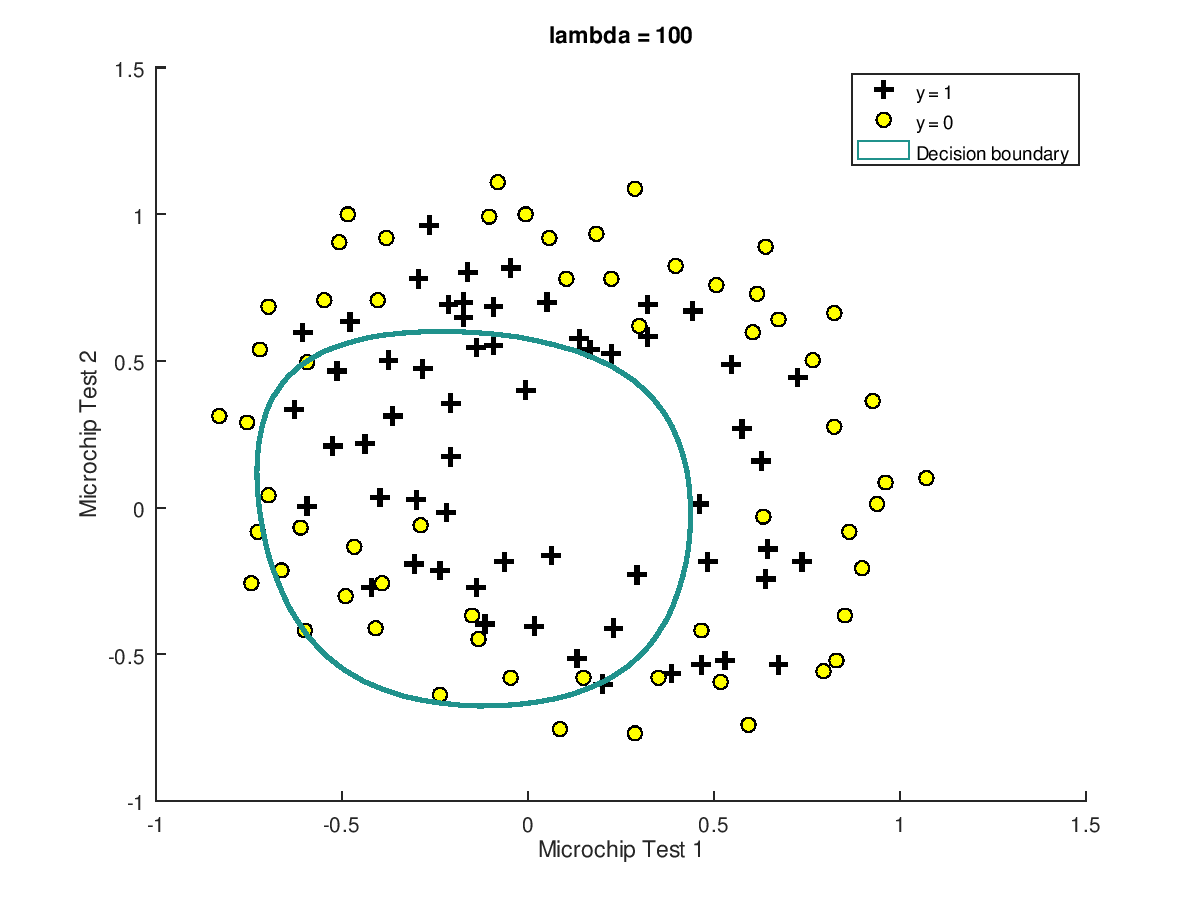 lambda = 100
y = 1
y = 0
Decision boundary
1.5
1
0.5
0
-0.5
-1
Microchip Test 2
-1
-0.5
0
0.5
1
1.5
Microchip Test 1